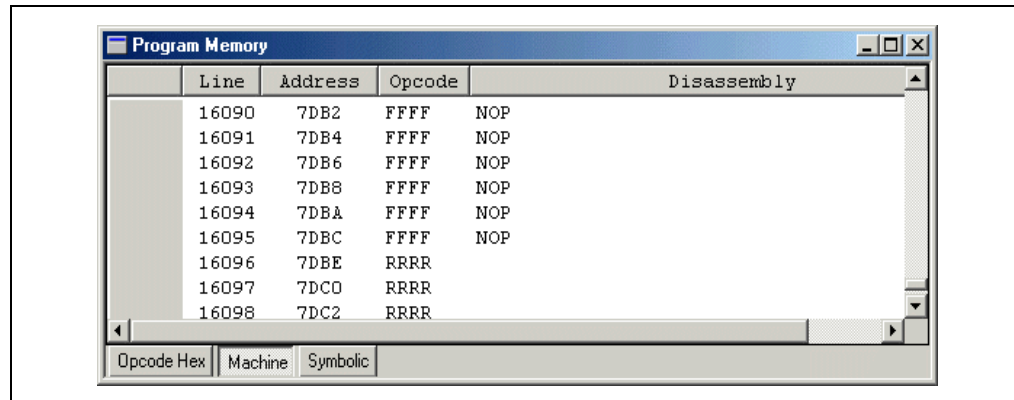 Program Memory
Line Address Opcode Disassembly
16090 7DB2 FFFF NOP
16091 7DB4 FFFF NOP
16092 7DB6 FFFF NOP
16093 7DB8 FFFF NOP
16094 7DBA FFFF NOP
16095 7DBC FFFF NOP
16096 7DBE RRRR
16097 7DC0 RRRR
16098 7DC2 RRRR
Opcode Hex Machine Symbolic